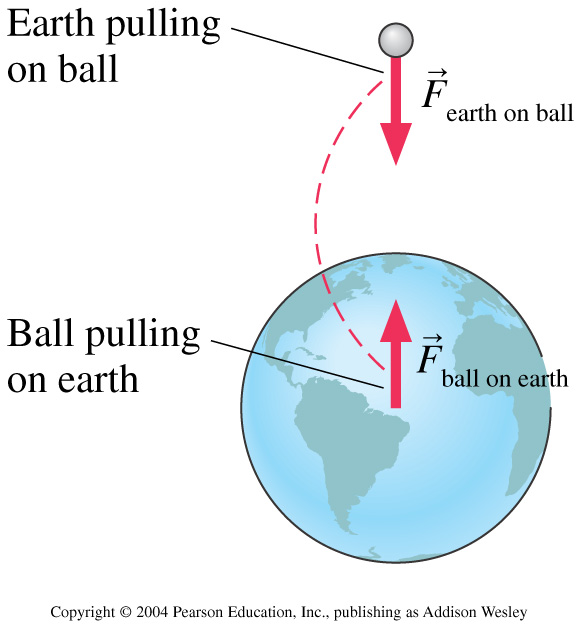 Earth pulling
on ball
F⃗ earth on ball
Ball pulling
on earth
F⃗ ball on earth
Copyright © 2004 Pearson Education, Inc., publishing as Addison Wesley